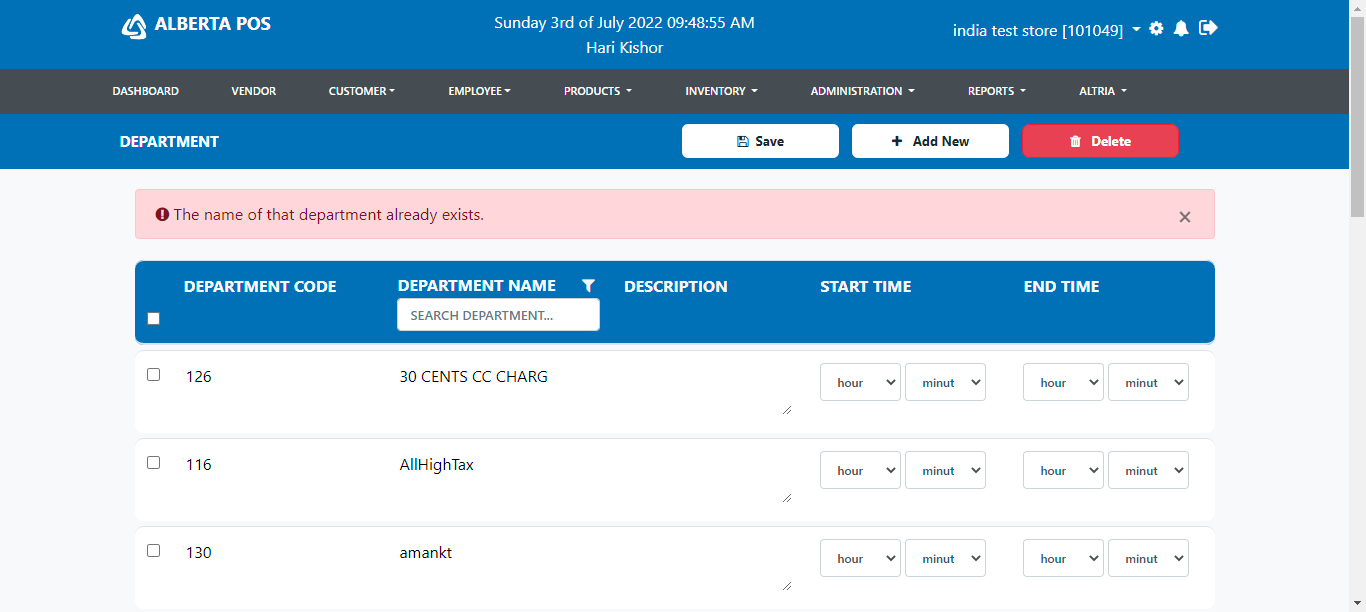 ALBERTA POS
Sunday 3rd of July 2022 09:48:55 AM
Hari Kishor
india test store [101049]
DASHBOARD VENDOR CUSTOMER EMPLOYEE PRODUCTS INVENTORY ADMINISTRATION REPORTS ALTRIA
DEPARTMENT Save Add New Delete
The name of that department already exists. ×
DEPARTMENT CODE DEPARTMENT NAME DESCRIPTION START TIME END TIME
SEARCH DEPARTMENT...
126 30 CENTS CC CHARG hour minut hour minut
116 AllHighTax hour minut hour minut
130 amankt hour minut hour minut